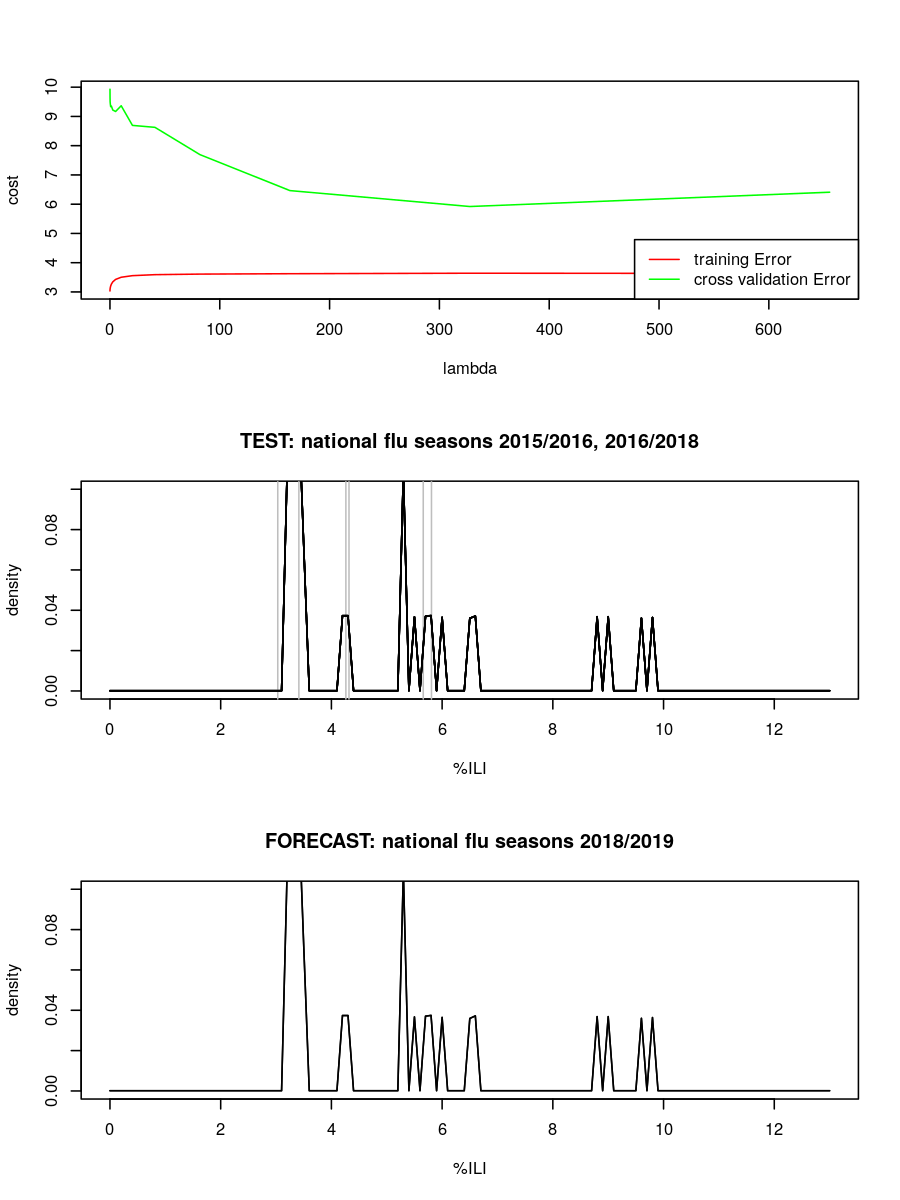 10
9
8
7
6
5
4
3
cost
training Error
cross validation Error
0 100 200 300 400 500 600
lambda
TEST: national flu seasons 2015/2016, 2016/2018
0.08
0.04
0.00
density
0 2 4 6 8 10 12
%ILI
FORECAST: national flu seasons 2018/2019
0.08
0.04
0.00
density
0 2 4 6 8 10 12
%ILI